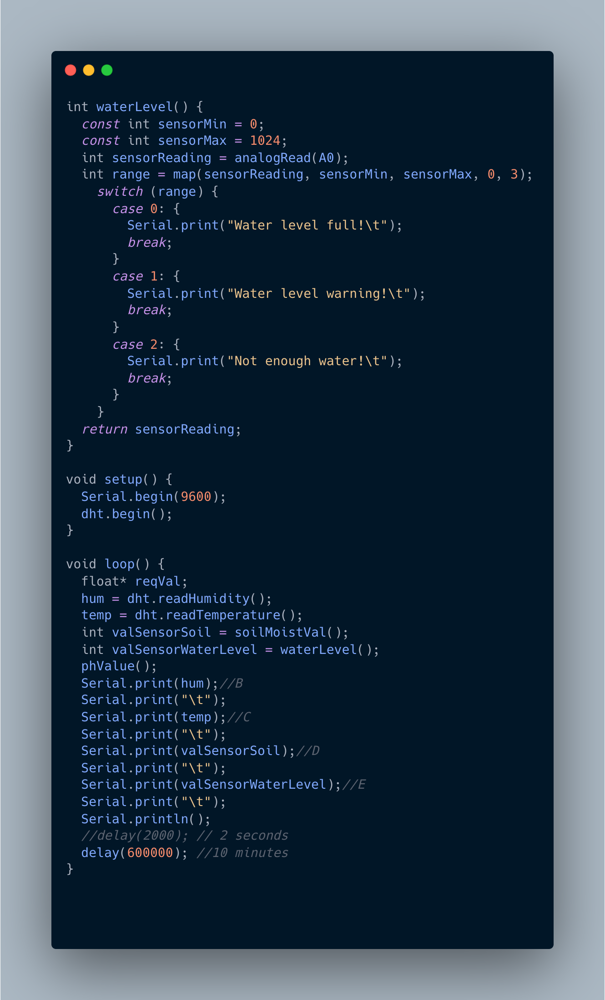 int waterLevel() {
  const int sensorMin = 0;
  const int sensorMax = 1024;
  int sensorReading = analogRead(A0);
  int range = map(sensorReading, sensorMin, sensorMax, 0, 3);
    switch (range) {
      case 0: {
        Serial.print("Water level full!\t");
        break;
      }
      case 1: {
        Serial.print("Water level warning!\t");
        break;
      }
      case 2: {
        Serial.print("Not enough water!\t");
        break;
      }
    }
  return sensorReading;
}

void setup() {
  Serial.begin(9600);
  dht.begin();
}

void loop() {
  float* reqVal;
  hum = dht.readHumidity();
  temp = dht.readTemperature();
  int valSensorSoil = soilMoistVal();
  int valSensorWaterLevel = waterLevel();
  phValue();
  Serial.print(hum);//B
  Serial.print("\t");
  Serial.print(temp);//C
  Serial.print("\t");
  Serial.print(valSensorSoil);//D
  Serial.print("\t");
  Serial.print(valSensorWaterLevel);//E
  Serial.print("\t");
  Serial.println();
  //delay(2000); // 2 seconds
  delay(600000); //10 minutes
}